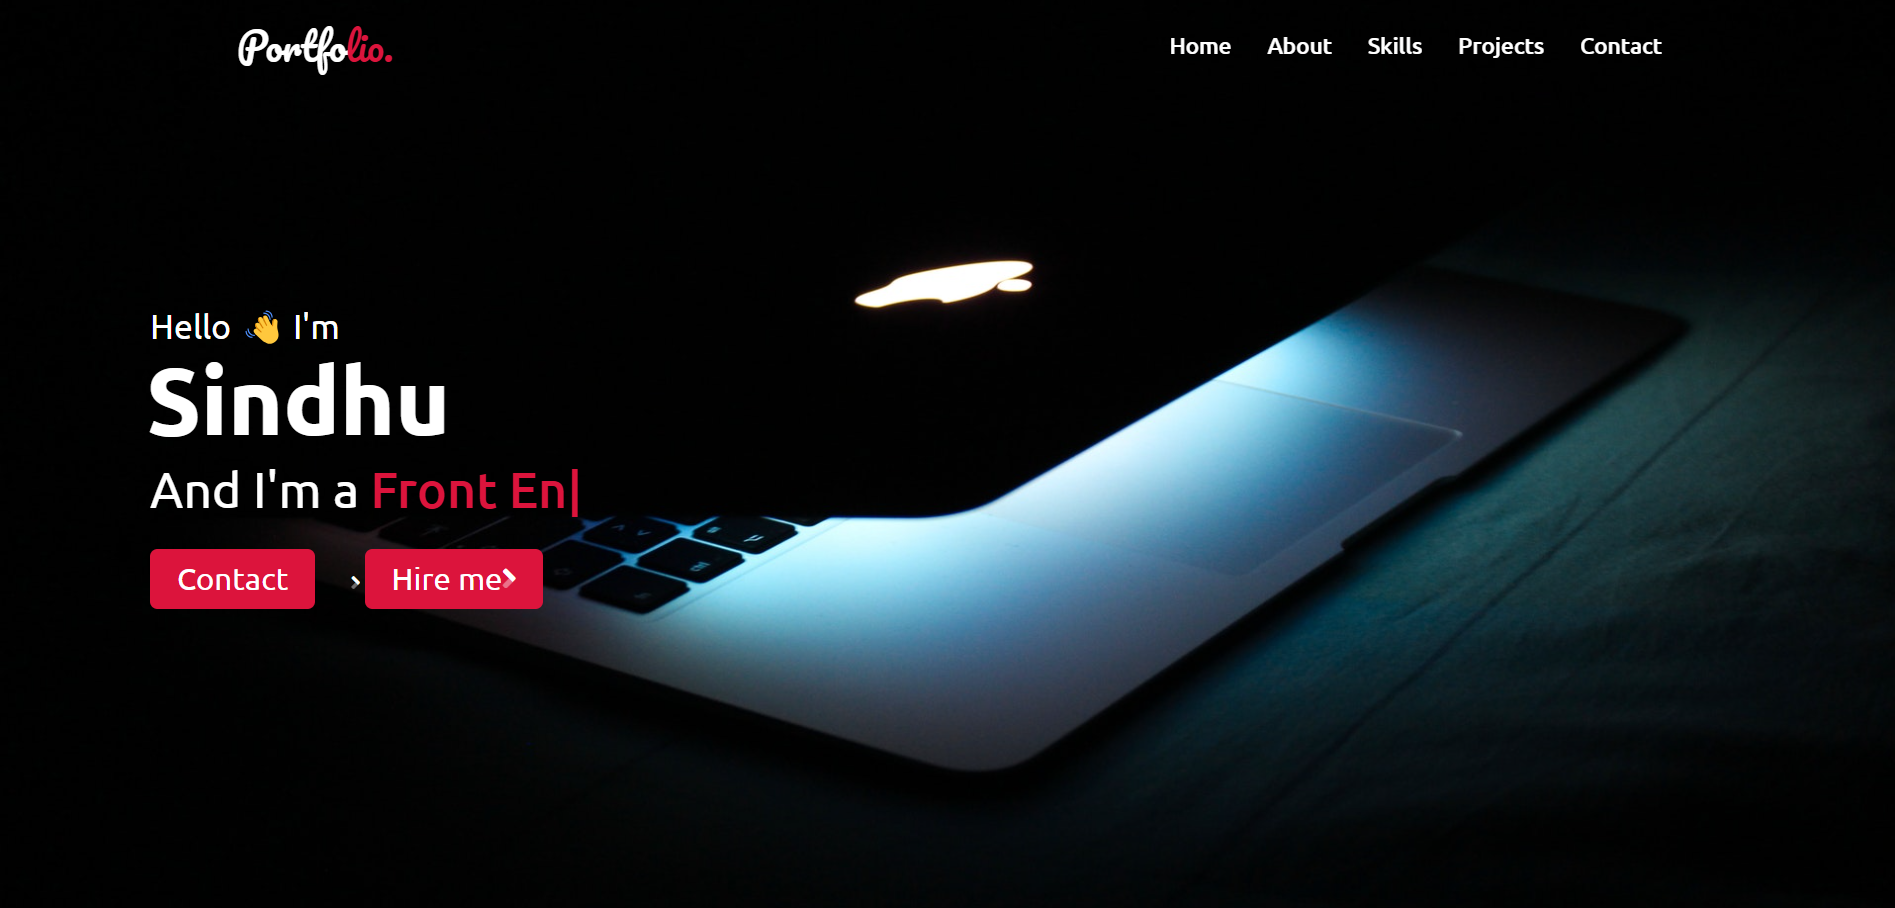 Portfolio.
Home About Skills Projects Contact
Hello 👋 I'm
Sindhu
And I'm a Front En|
Contact › Hire me›